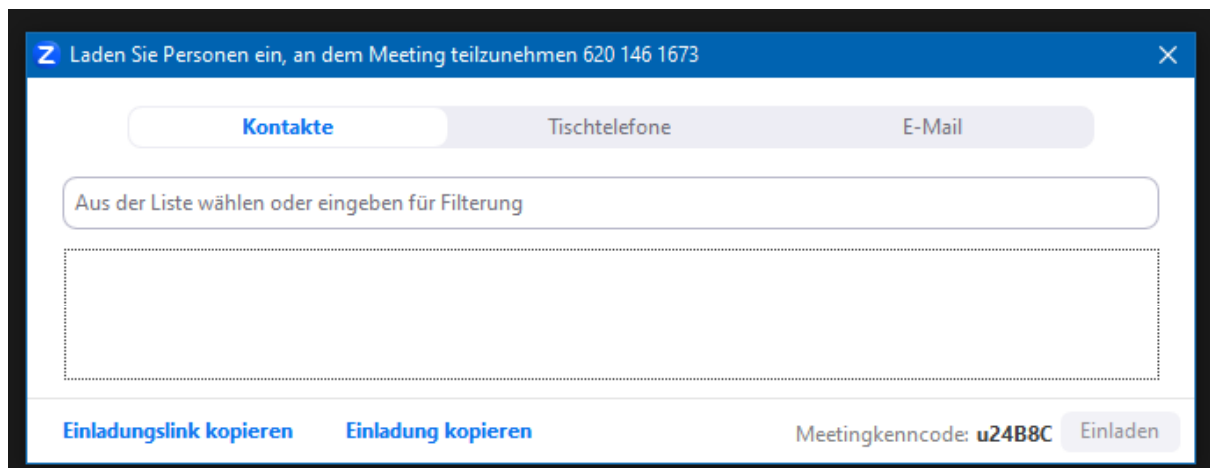 Z Laden Sie Personen ein, an dem Meeting teilzunehmen 620 146 1673
Kontakte Tischtelefone E-Mail
Aus der Liste wählen oder eingeben für Filterung
Einladungslink kopieren Einladung kopieren Meetingkenncode: u24B8C Einladen